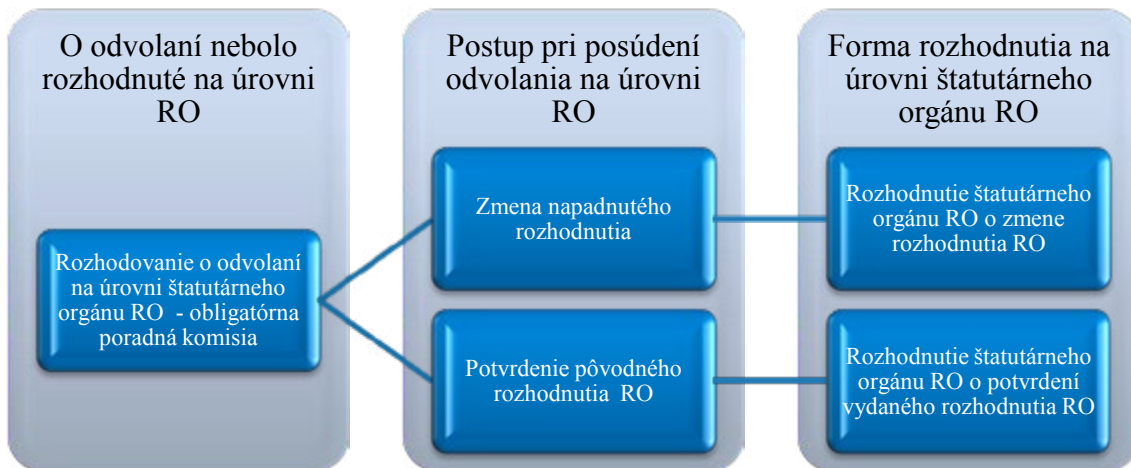 O odvolaní nebolo
rozhodnuté na úrovni
RO
Rozhodovanie o odvolaní
na úrovni štatutárneho
orgánu RO - obligatórna
poradná komisia
Postup pri posúdení
odvolania na úrovni
RO
Zmena napadnutého
rozhodnutia
Potvrdenie pôvodného
rozhodnutia RO
Forma rozhodnutia na
úrovni štatutárneho
orgánu RO
Rozhodnutie štatutárneho
orgánu RO o zmene
rozhodnutia RO
Rozhodnutie štatutárneho
orgánu RO o potvrdení
vydaného rozhodnutia RO